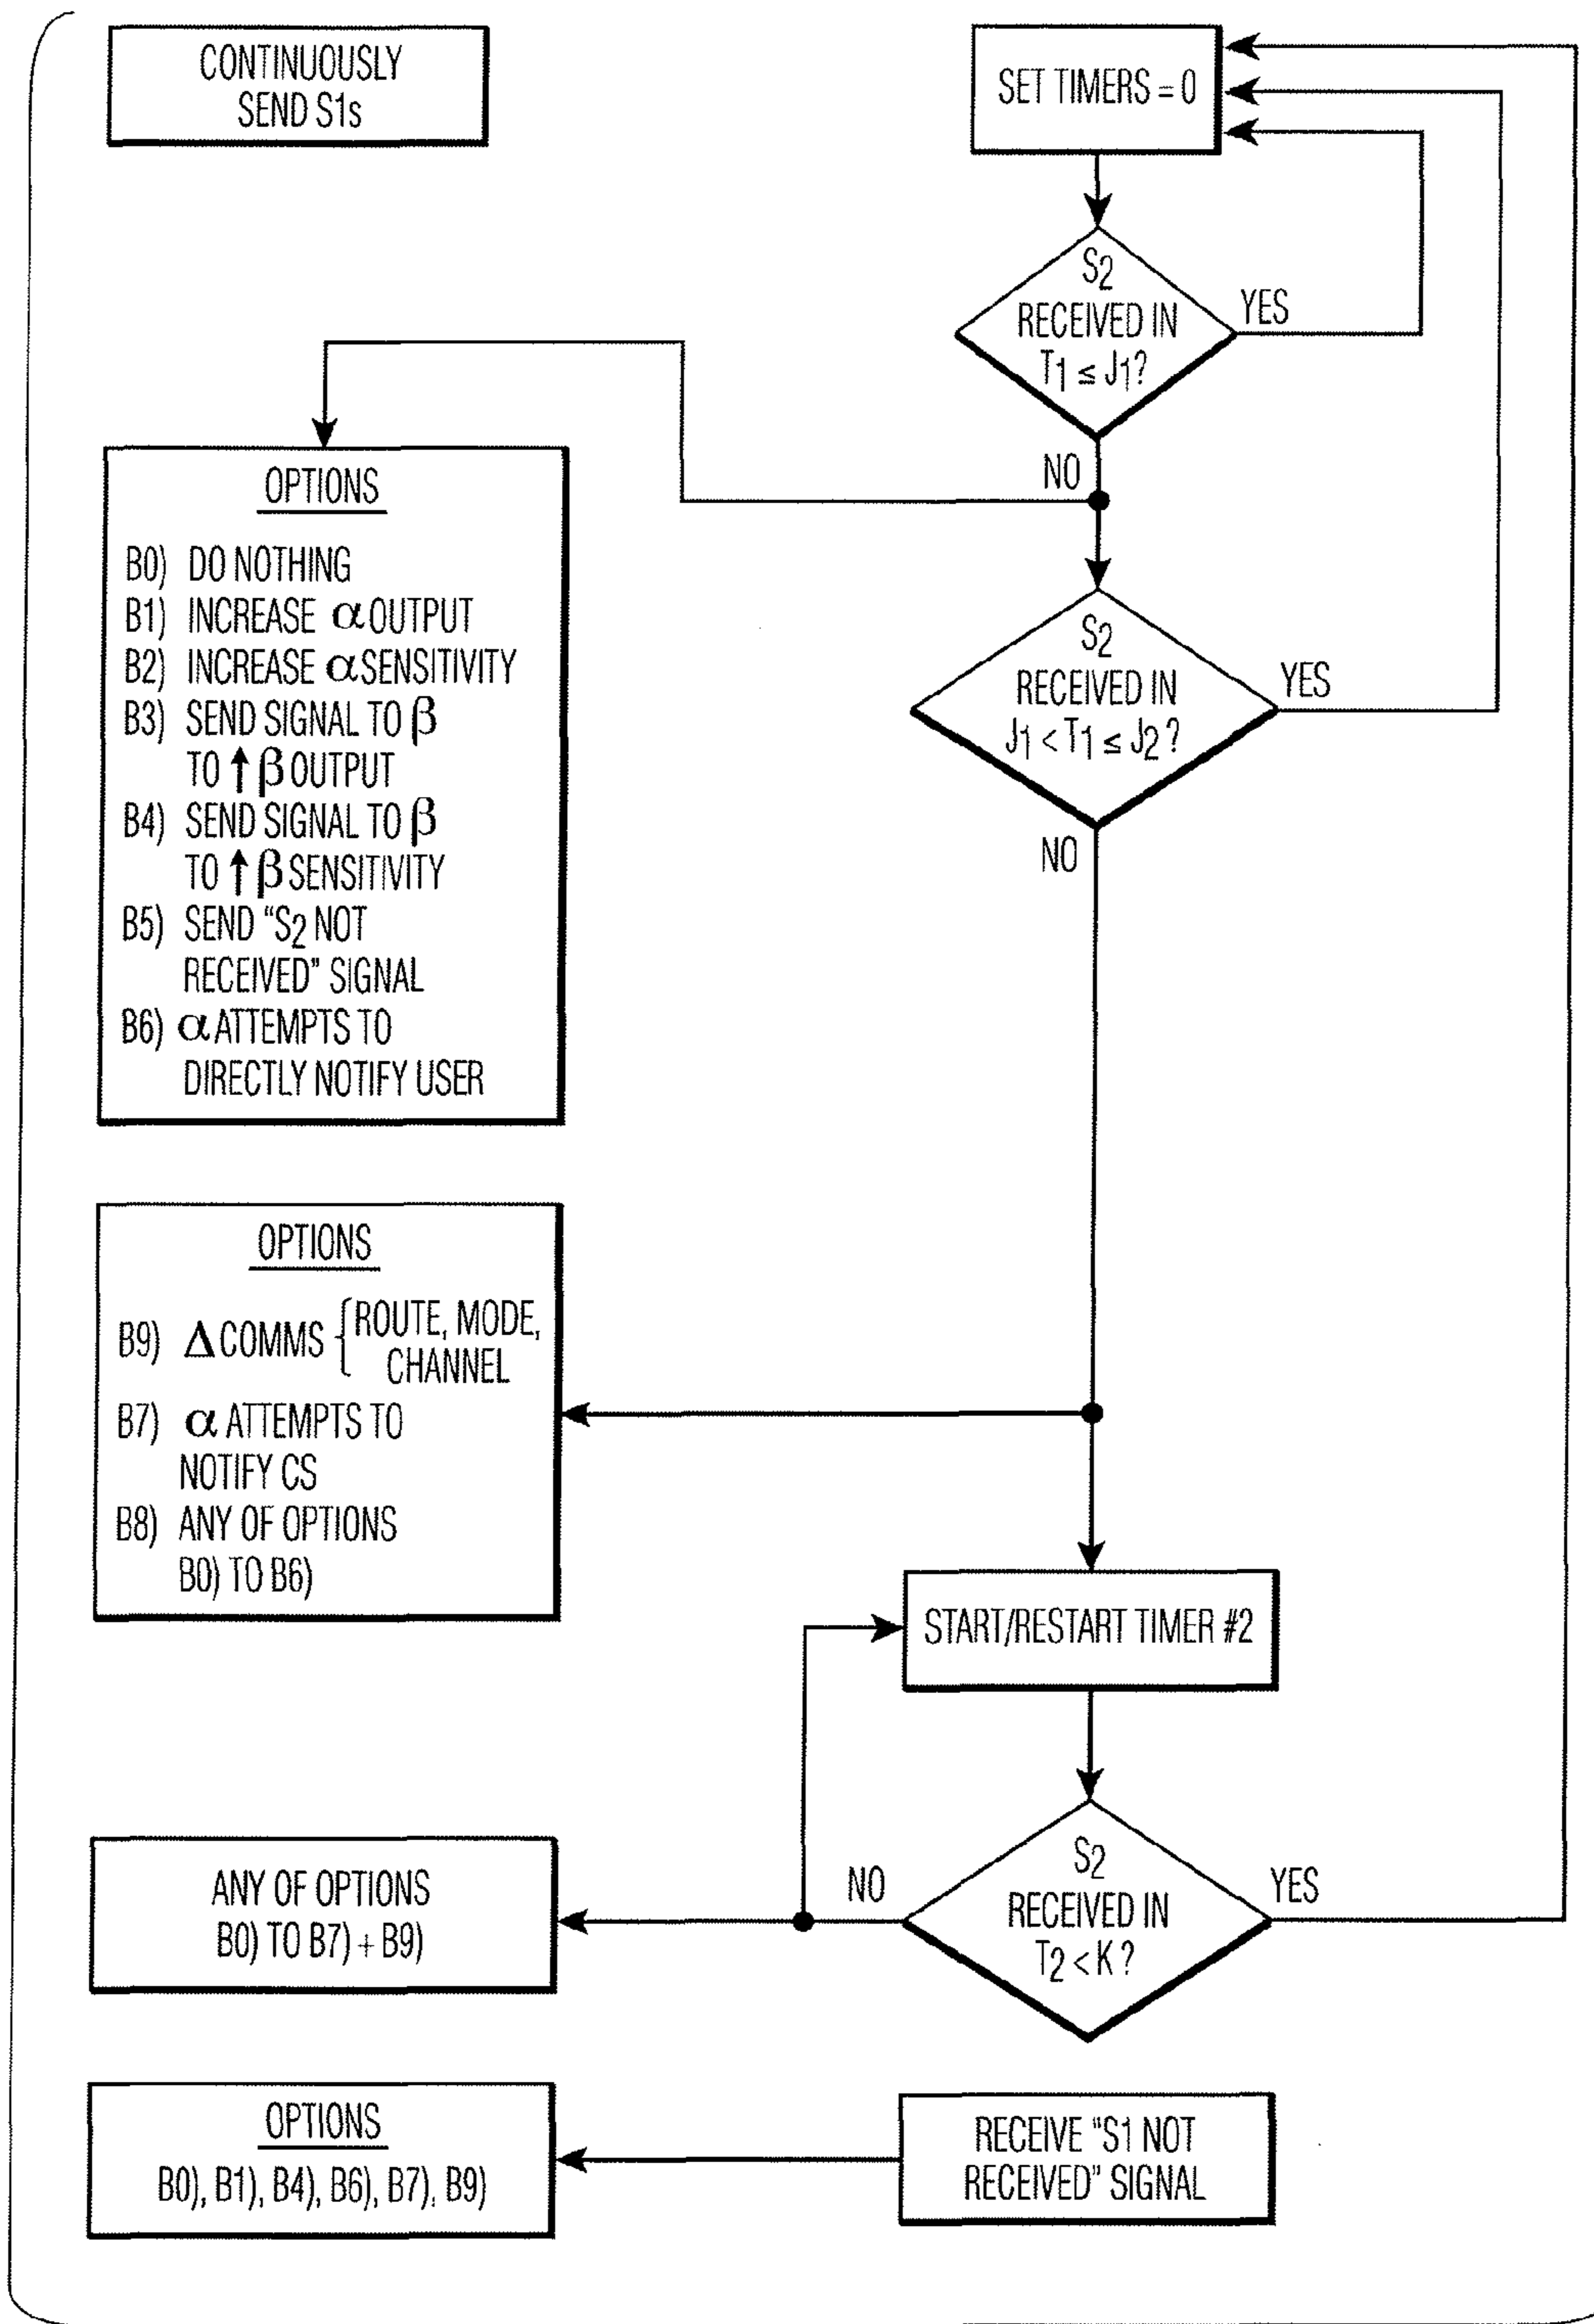 CONTINUOUSLY
SEND S1s
SET TIMERS = 0
S2
RECEIVED IN
T1 ≤ J1?
YES
NO
OPTIONS
B0) DO NOTHING
B1) INCREASE α OUTPUT
B2) INCREASE α SENSITIVITY
B3) SEND SIGNAL TO β
TO ↑ β OUTPUT
B4) SEND SIGNAL TO β
TO ↑ β SENSITIVITY
B5) SEND “S2 NOT
RECEIVED” SIGNAL
B6) α ATTEMPTS TO
DIRECTLY NOTIFY USER
S2
RECEIVED IN
J1 < T1 ≤ J2?
YES
NO
OPTIONS
B9) Δ COMMS { ROUTE, MODE,
CHANNEL
B7) α ATTEMPTS TO
NOTIFY CS
B8) ANY OF OPTIONS
B0) TO B6)
START/RESTART TIMER #2
S2
RECEIVED IN
T2 < K?
YES
NO
ANY OF OPTIONS
B0) TO B7) + B9)
OPTIONS
B0), B1), B4), B6), B7), B9)
RECEIVE “S1 NOT
RECEIVED” SIGNAL